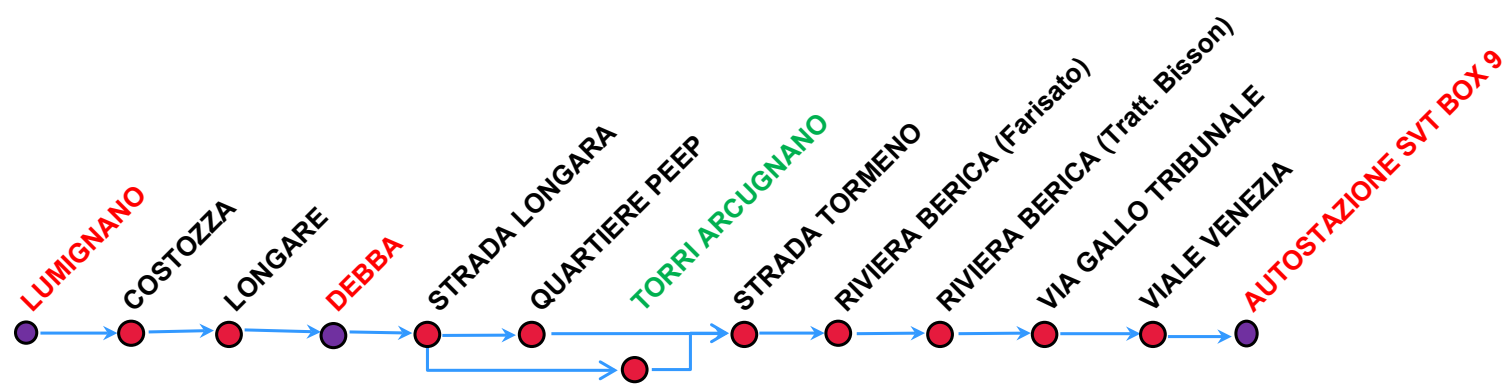 LUMIGNANO
COSTOZZA
LONGARE
DEBBA
STRADA LONGARA
QUARTIERE PEEP
TORRI ARCUGNANO
STRADA TORMENO
RIVIERA BERICA (Farisato)
RIVIERA BERICA (Tratt. Bisson)
VIA GALLO TRIBUNALE
VIALE VENEZIA
AUTOSTAZIONE SVT BOX 9